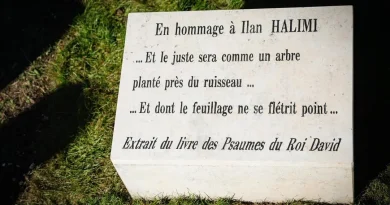 En hommage à Ilan HALIMI
... Et le juste sera comme un arbre
planté près du ruisseau ...
...Et dont le feuillage ne se flétrit point...
Extrait du livre des Psaumes du Roi David